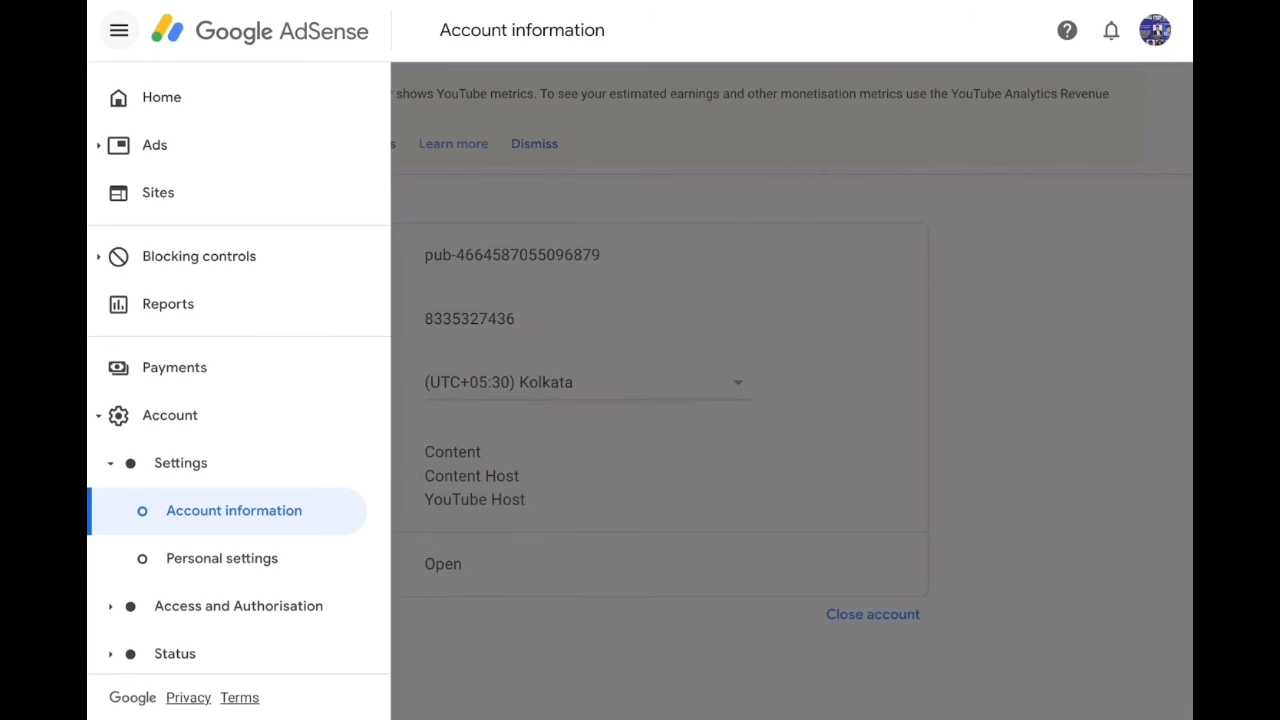 Google AdSense
Account information
Home
Ads
Sites
Blocking controls
Reports
Payments
Account
Settings
Account information
Personal settings
Access and Authorisation
Status
Google Privacy Terms
shows YouTube metrics. To see your estimated earnings and other monetisation metrics use the YouTube Analytics Revenue
Learn more Dismiss
pub-4664587055096879
8335327436
(UTC+05:30) Kolkata
Content
Content Host
YouTube Host
Open
Close account